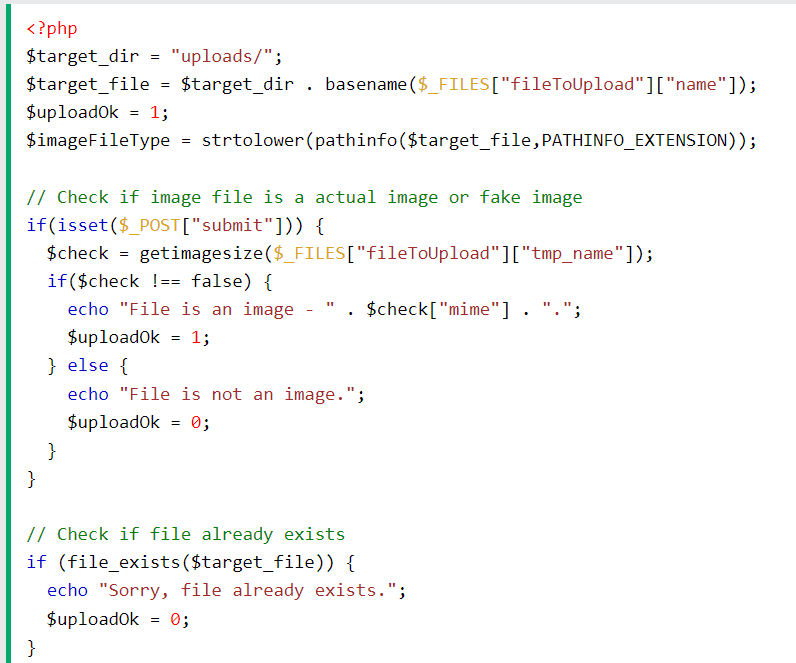 <?php
$target_dir = "uploads/";
$target_file = $target_dir . basename($_FILES["fileToUpload"]["name"]);
$uploadOk = 1;
$imageFileType = strtolower(pathinfo($target_file,PATHINFO_EXTENSION));

// Check if image file is a actual image or fake image
if(isset($_POST["submit"])) {
  $check = getimagesize($_FILES["fileToUpload"]["tmp_name"]);
  if($check !== false) {
    echo "File is an image - " . $check["mime"] . ".";
    $uploadOk = 1;
  } else {
    echo "File is not an image.";
    $uploadOk = 0;
  }
}

// Check if file already exists
if (file_exists($target_file)) {
  echo "Sorry, file already exists.";
  $uploadOk = 0;
}